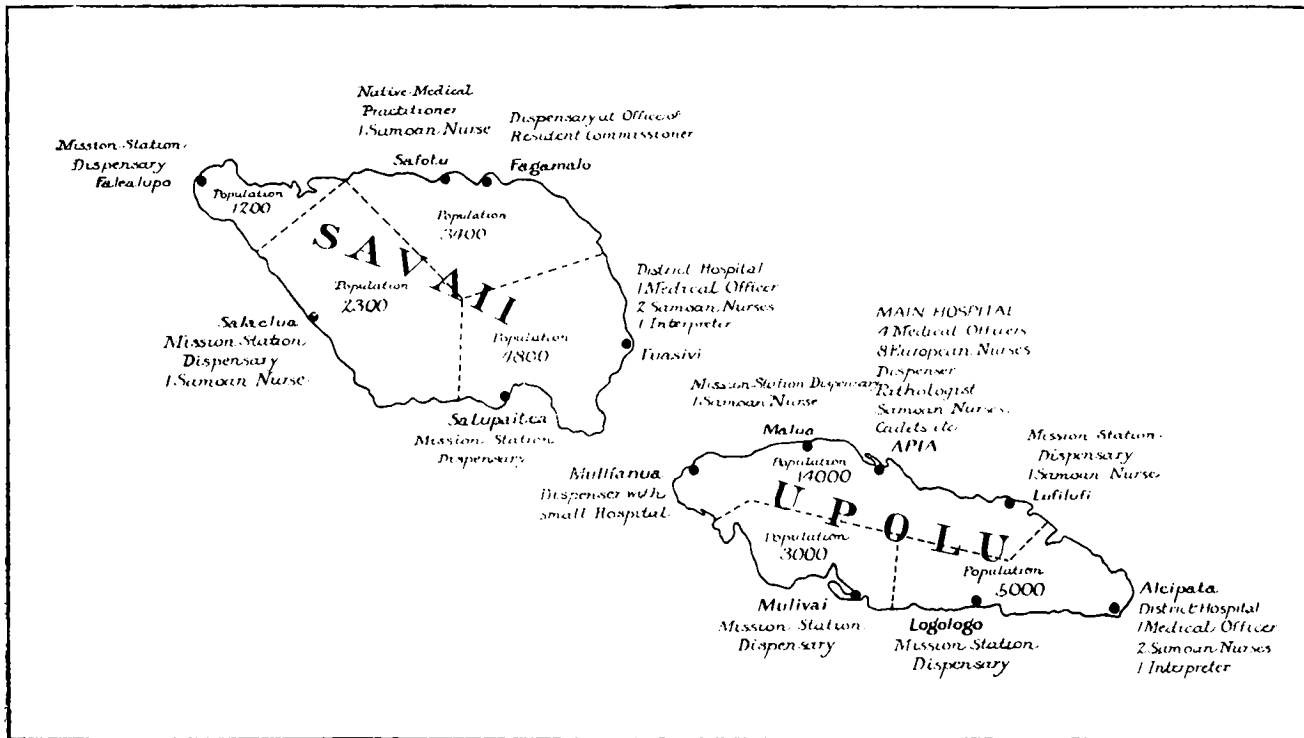 Native Medical
Practitioner
1 Samoan Nurse
Safotu
Dispensary at Office of
Resident Commissioner
Fagamalo
Mission Station
Dispensary
Falealupo
Population
1200
Population
3400
SAVAII
Population
2300
Population
4800
District Hospital
1 Medical Officer
2 Samoan Nurses
1 Interpreter
Tuasivi
Mission Station
Dispensary
1 Samoan Nurse
Mission Station
Dispensary
MAIN HOSPITAL
4 Medical Officers
8 European Nurses
Dispenser
Pathologist
Samoan Nurses,
Cadets etc
APIA
Mission Station Dispensary
1 Samoan Nurse
Malua
Mission Station
Dispensary
1 Samoan Nurse
Lufilufi
Mulifanua
Dispenser with
small Hospital
Population
14000
UPOLU
Population
3000
Population
5000
Mulivai
Mission Station
Dispensary
Logologo
Mission Station
Dispensary
Aleipata
District Hospital
1 Medical Officer
2 Samoan Nurses
1 Interpreter